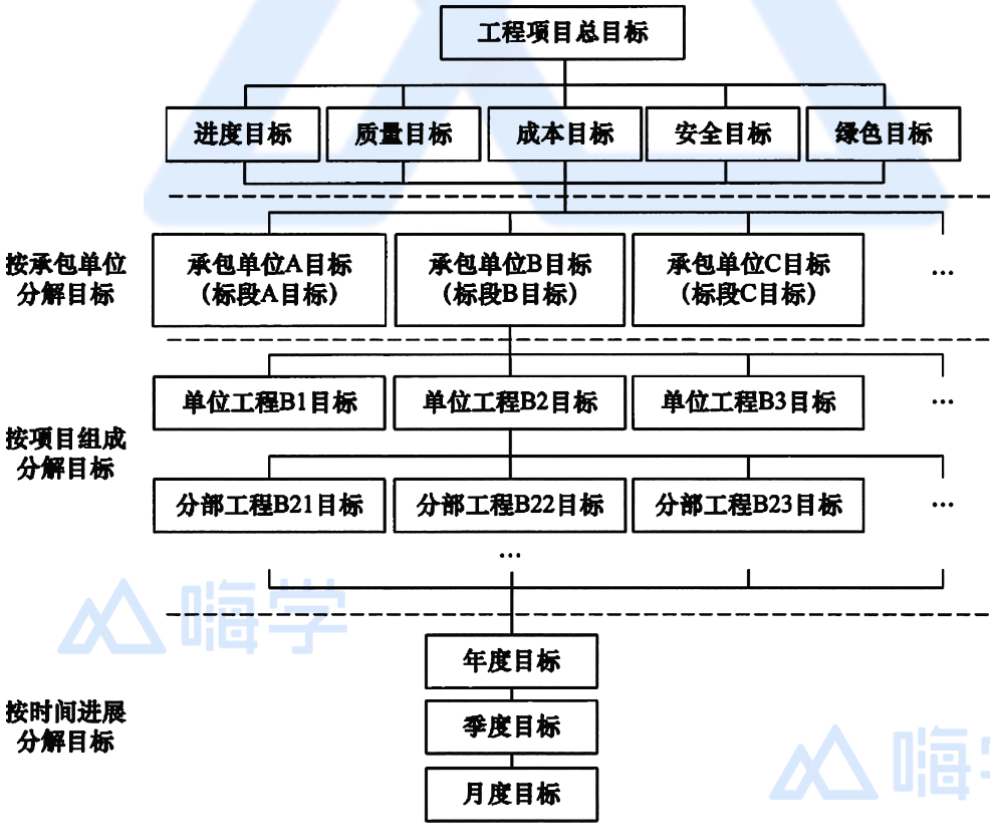 工程项目总目标
进度目标
质量目标
成本目标
安全目标
绿色目标
按承包单位
分解目标
承包单位A目标
（标段A目标）
承包单位B目标
（标段B目标）
承包单位C目标
（标段C目标）
…
单位工程B1目标
单位工程B2目标
单位工程B3目标
…
按项目组成
分解目标
分部工程B21目标
分部工程B22目标
分部工程B23目标
…
…
嗨学
年度目标
按时间进展
分解目标
季度目标
月度目标
嗨学